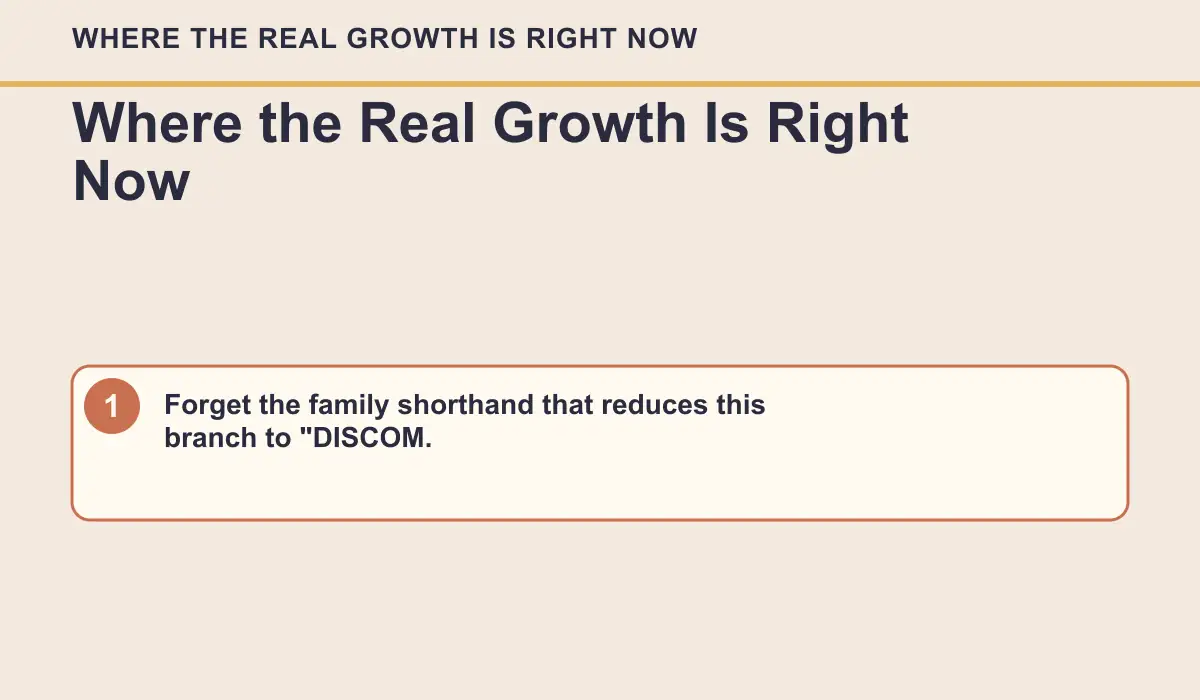 WHERE THE REAL GROWTH IS RIGHT NOW
Where the Real Growth Is Right
Now
1
Forget the family shorthand that reduces this
branch to "DISCOM.